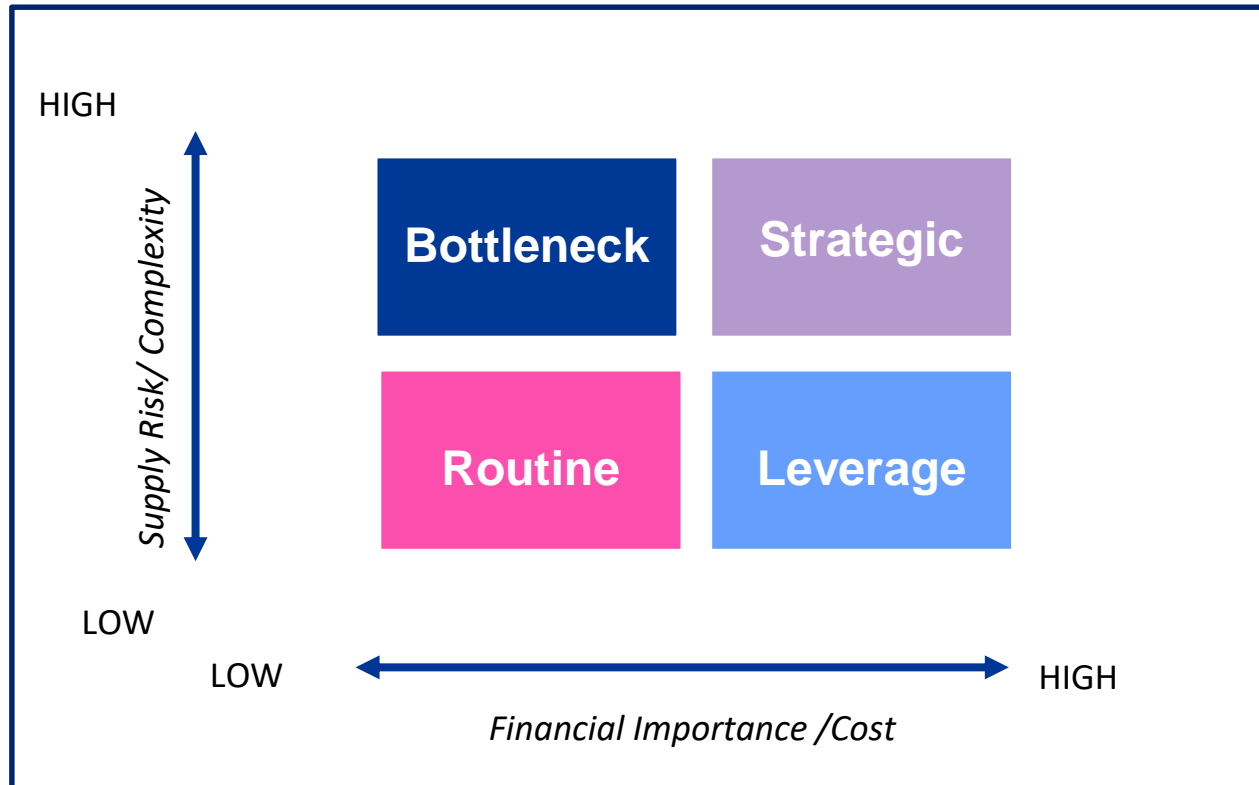 HIGH
Supply Risk/ Complexity
Bottleneck
Strategic
Routine
Leverage
LOW
LOW
HIGH
Financial Importance /Cost